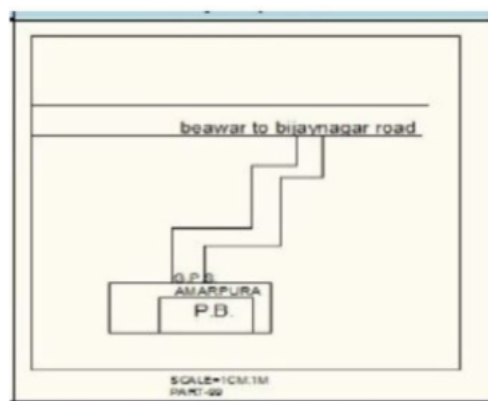 beawar to bijaynagar road
G.P.S.
AMARPURA
P.B.
SCALE=1CM:1M
PART-99